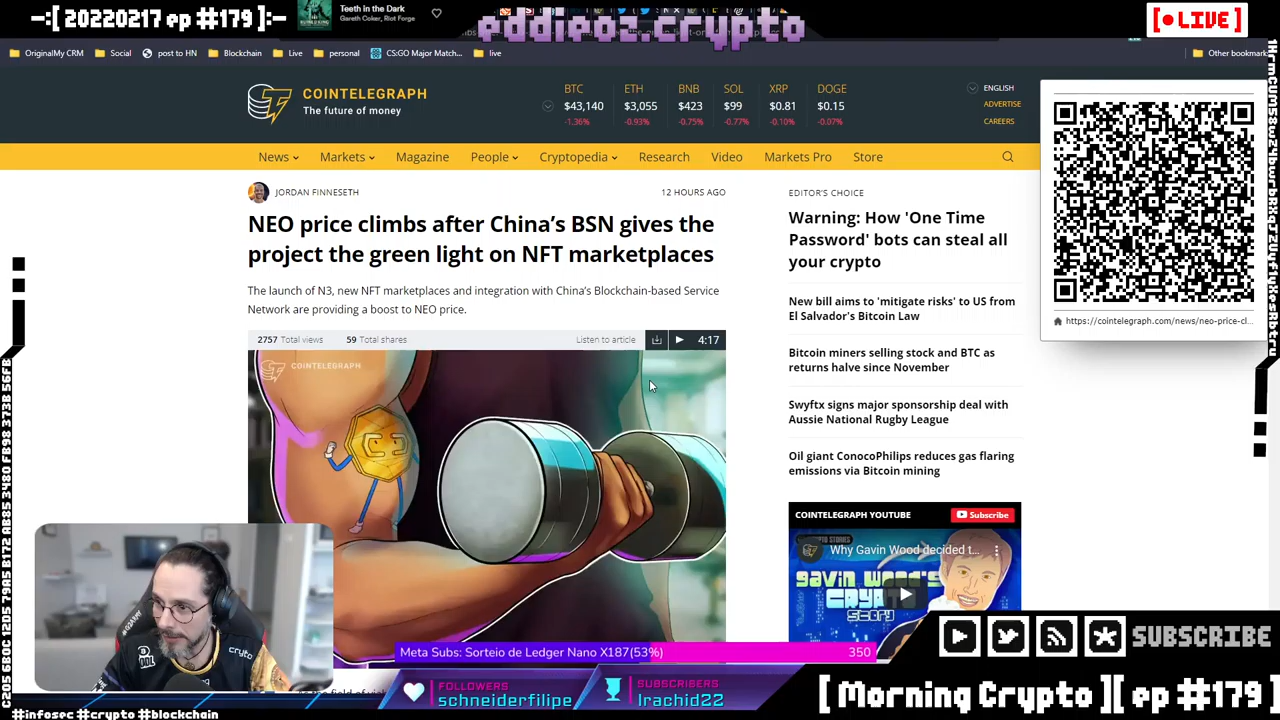 —:[ 20220217 ep #179 ]:—
Teeth in the Dark
Gareth Coker, Riot Forge
eddieoz.crypto
[ ● LIVE ]
OriginalMy CRM
Social
post to HN
Blockchain
Live
personal
CS:GO Major Match...
live
Other bookmark
COINTELEGRAPH
The future of money
BTC ETH BNB SOL XRP DOGE
$43,140 $3,055 $423 $99 $0.81 $0.15
-1.36% -0.93% -0.75% -0.77% -0.10% -0.07%
ENGLISH
ADVERTISE
CAREERS
News Markets Magazine People Cryptopedia Research Video Markets Pro Store
JORDAN FINNESETH
12 HOURS AGO
NEO price climbs after China’s BSN gives the
project the green light on NFT marketplaces
The launch of N3, new NFT marketplaces and integration with China’s Blockchain-based Service
Network are providing a boost to NEO price.
2757 Total views 59 Total shares Listen to article 4:17
COINTELEGRAPH
EDITOR'S CHOICE
Warning: How 'One Time
Password' bots can steal all
your crypto
New bill aims to 'mitigate risks' to US from
El Salvador's Bitcoin Law
Bitcoin miners selling stock and BTC as
returns halve since November
Swyftx signs major sponsorship deal with
Aussie National Rugby League
Oil giant ConocoPhilips reduces gas flaring
emissions via Bitcoin mining
COINTELEGRAPH YOUTUBE
Subscribe
Why Gavin Wood decided t...
GAVIN WOOD'S
STORY
https://cointelegraph.com/news/neo-price-cl...
Meta Subs: Sorteio de Ledger Nano X187(53%) 350
FOLLOWERS
schneiderfilipe
SUBSCRIBERS
lrachid22
SUBSCRIBE
[ Morning Crypto ][ ep #179 ]
#infosec #crypto #blockchain